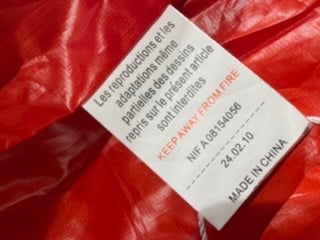 Les reproductions et les
adaptations même
partielles des dessins
repris sur le présent article
sont interdites
KEEP AWAY FROM FIRE
NIF A 08154056
24.02.10
MADE IN CHINA